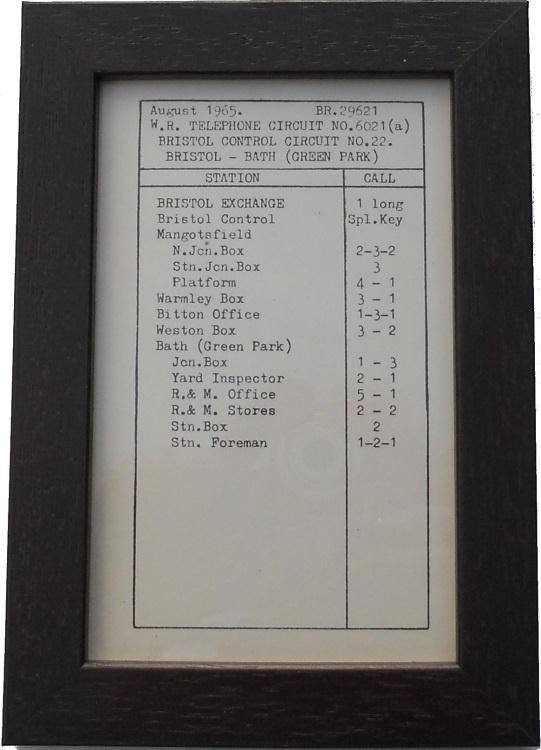 August 1965. BR.29621
W.R. TELEPHONE CIRCUIT NO.6021(a)
BRISTOL CONTROL CIRCUIT NO.22.
BRISTOL - BATH (GREEN PARK)
STATION CALL
BRISTOL EXCHANGE 1 long
Bristol Control Spl.Key
Mangotsfield
N.Jcn.Box 2-3-2
Stn.Jcn.Box 3
Platform 4 - 1
Warmley Box 3 - 1
Bitton Office 1-3-1
Weston Box 3 - 2
Bath (Green Park)
Jcn.Box 1 - 3
Yard Inspector 2 - 1
R.& M. Office 5 - 1
R.& M. Stores 2 - 2
Stn.Box 2
Stn. Foreman 1-2-1